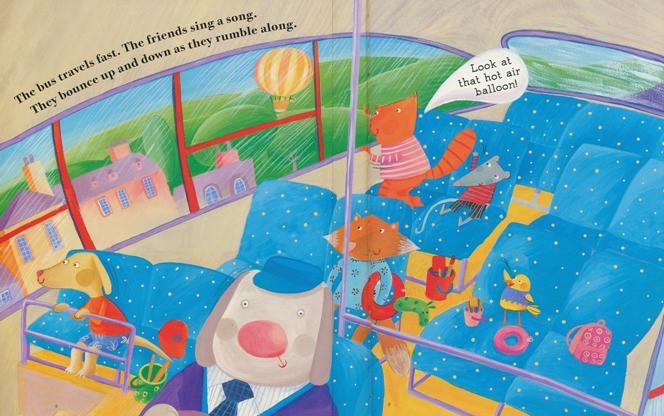 The bus travels fast. The friends sing a song.
They bounce up and down as they rumble along.
Look at
that hot air
balloon!